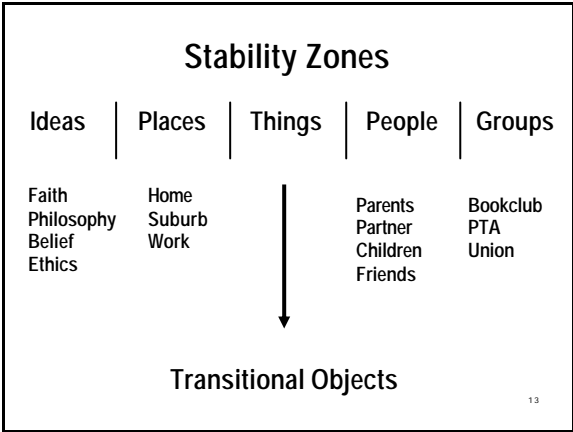 Stability Zones
Ideas Places Things People Groups
Faith
Philosophy
Belief
Ethics
Home
Suburb
Work
Parents
Partner
Children
Friends
Bookclub
PTA
Union
Transitional Objects
13